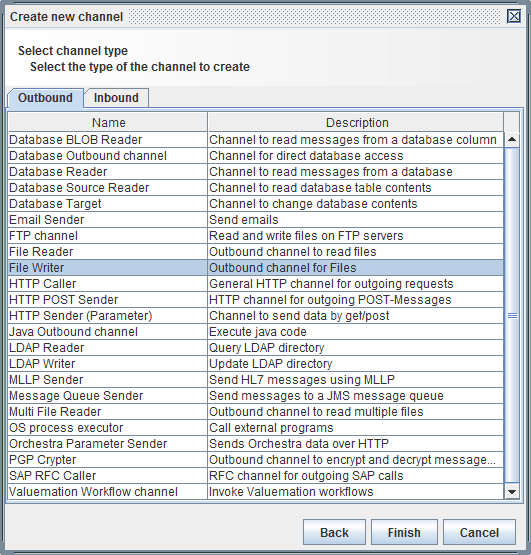 Create new channel
Select channel type
Select the type of the channel to create
Outbound Inbound
Name Description
Database BLOB Reader Channel to read messages from a database column
Database Outbound channel Channel for direct database access
Database Reader Channel to read messages from a database
Database Source Reader Channel to read database table contents
Database Target Channel to change database contents
Email Sender Send emails
FTP channel Read and write files on FTP servers
File Reader Outbound channel to read files
File Writer Outbound channel for Files
HTTP Caller General HTTP channel for outgoing requests
HTTP POST Sender HTTP channel for outgoing POST-Messages
HTTP Sender (Parameter) Channel to send data by get/post
Java Outbound channel Execute java code
LDAP Reader Query LDAP directory
LDAP Writer Update LDAP directory
MLLP Sender Send HL7 messages using MLLP
Message Queue Sender Send messages to a JMS message queue
Multi File Reader Outbound channel to read multiple files
OS process executor Call external programs
Orchestra Parameter Sender Sends Orchestra data over HTTP
PGP Crypter Outbound channel to encrypt and decrypt message...
SAP RFC Caller RFC channel for outgoing SAP calls
Valuemation Workflow channel Invoke Valuemation workflows
Back Finish Cancel